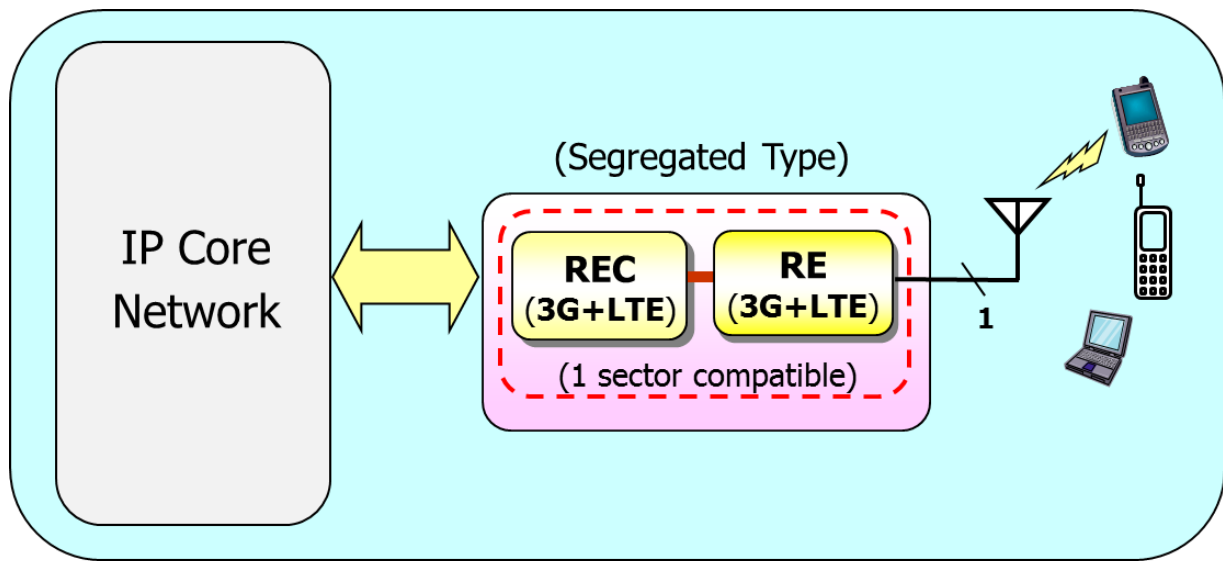 IP Core
Network
(Segregated Type)
REC
(3G+LTE)
RE
(3G+LTE)
(1 sector compatible)
1